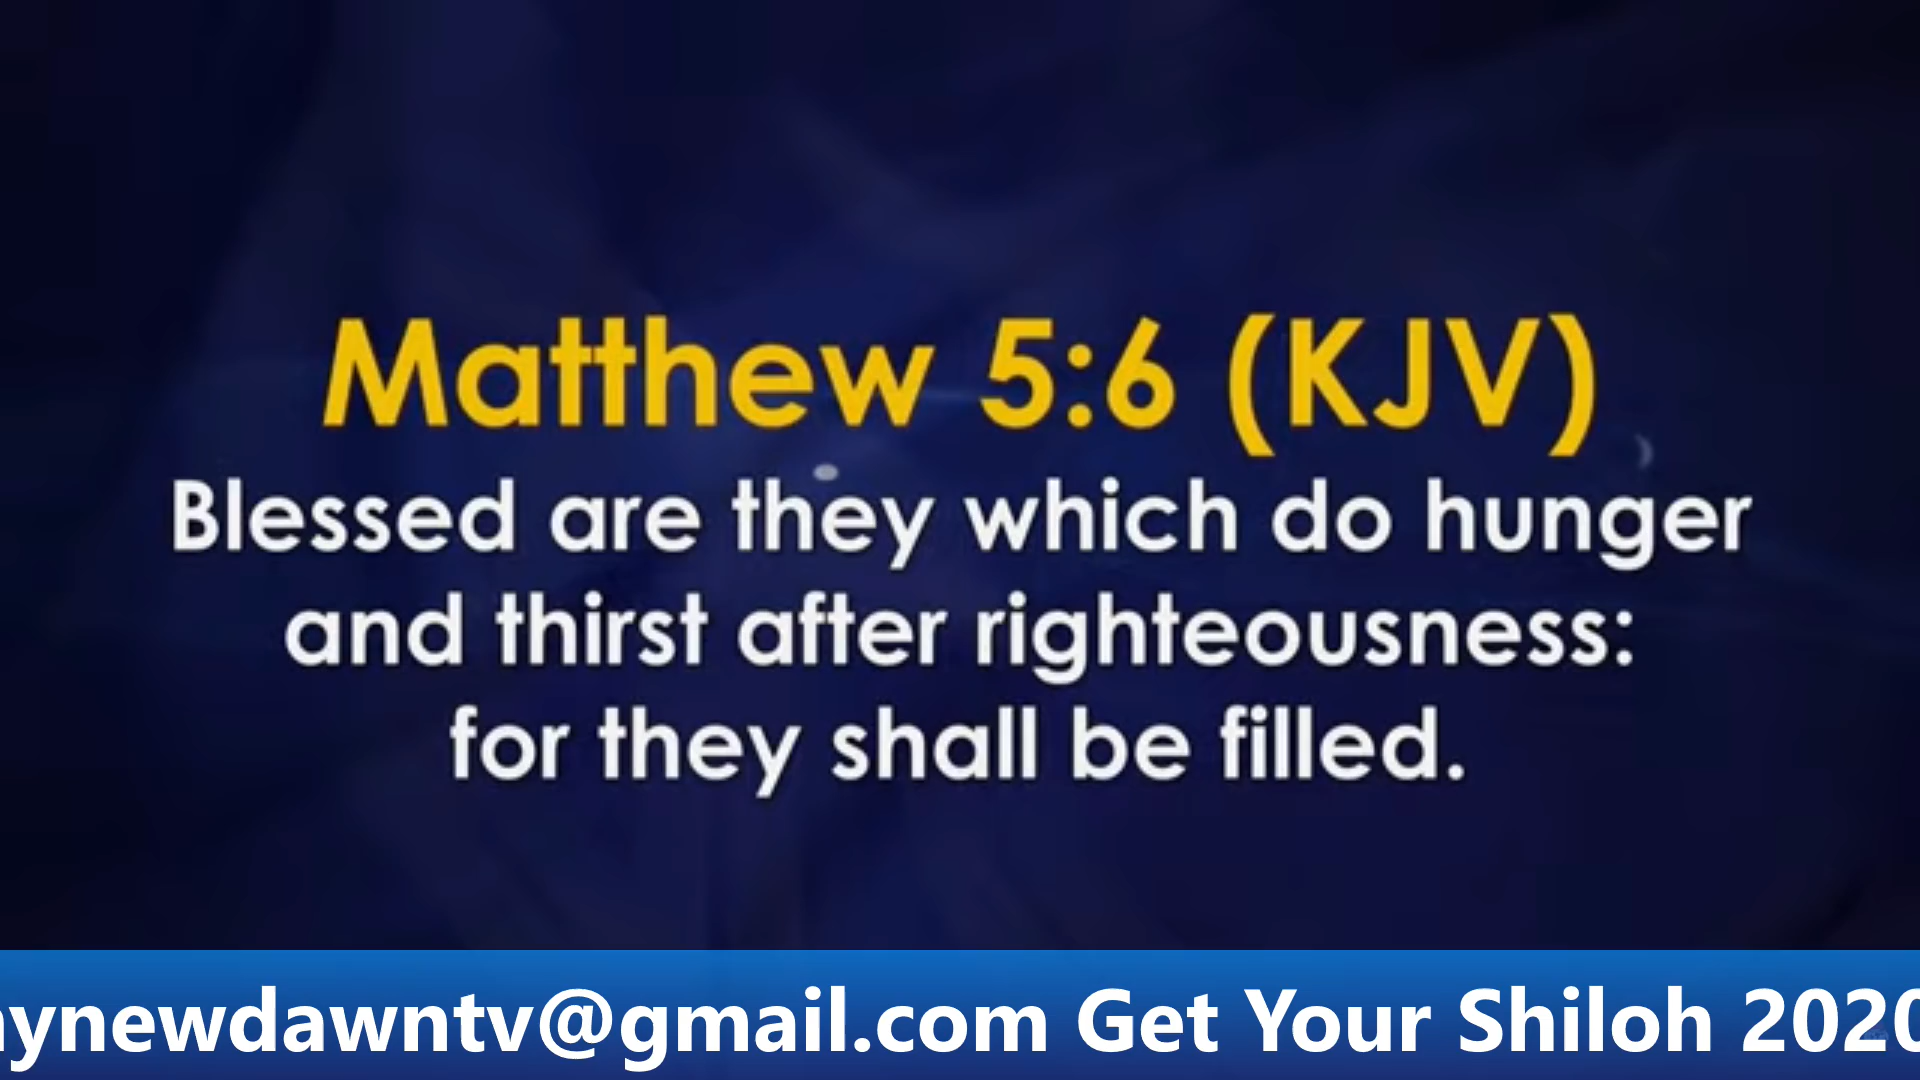 Matthew 5:6 (KJV)
Blessed are they which do hunger
and thirst after righteousness:
for they shall be filled.
aynewdawntv@gmail.com Get Your Shiloh 2020